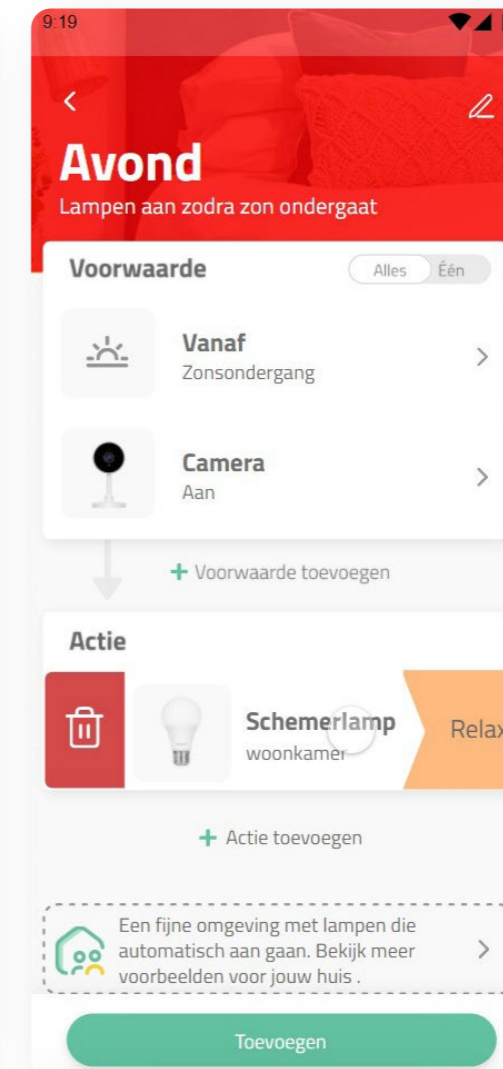 9:19
Avond
Lampen aan zodra zon ondergaat
Voorwaarde
Alles Één
Vanaf
Zonsondergang
Camera
Aan
+ Voorwaarde toevoegen
Actie
Schemerlamp
woonkamer
Relax
+ Actie toevoegen
Een fijne omgeving met lampen die
automatisch aan gaan. Bekijk meer
voorbeelden voor jouw huis .
Toevoegen